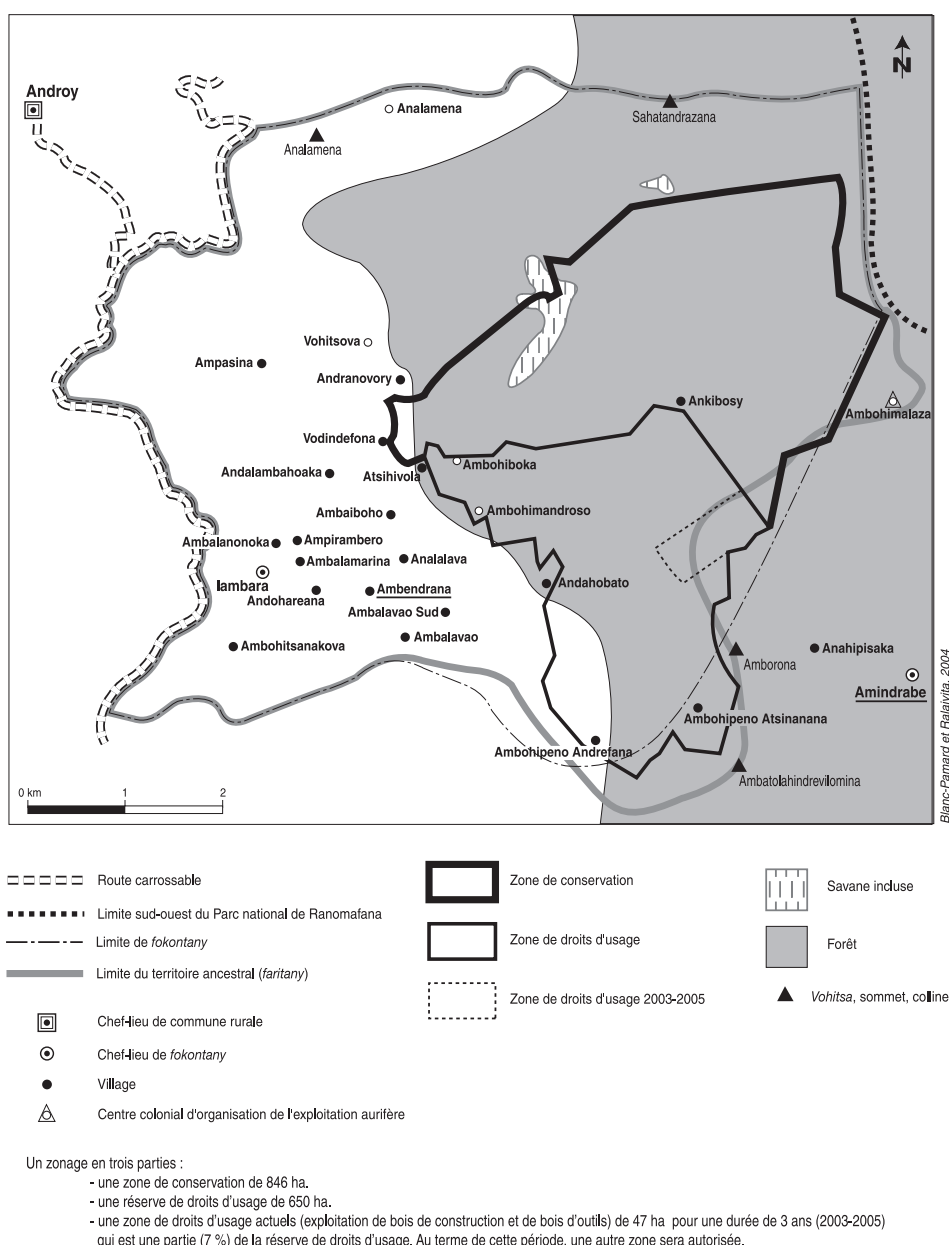 N
Androy
Analamena
Analamena
Sahatandrazana
Vohitsova
Ampasina
Andranovory
Ankibosy
Ambohimalaza
Vodindefona
Ambohiboka
Andalambahoaka
Atsihivola
Ambohimandroso
Ambaiboho
Ambalanonoka
Ampirambero
Ambalamarina
Analalava
Iambara
Andohareana
Ambendrana
Andahobato
Ambalavao Sud
Ambohitsanakova
Ambalavao
Amborona
Anahipisaka
Amindrabe
Ambohipeno Atsinanana
Ambohipeno Andrefana
Ambatolahindrevilomina
0 km 1 2
Blanc-Pamard et Ralaivita, 2004
Route carrossable
Limite sud-ouest du Parc national de Ranomafana
Limite de fokontany
Limite du territoire ancestral (faritany)
Chef-lieu de commune rurale
Chef-lieu de fokontany
Village
Centre colonial d'organisation de l'exploitation aurifère
Zone de conservation
Zone de droits d'usage
Zone de droits d'usage 2003-2005
Savane incluse
Forêt
Vohitsa, sommet, colline
Un zonage en trois parties :
- une zone de conservation de 846 ha.
- une réserve de droits d'usage de 650 ha.
- une zone de droits d'usage actuels (exploitation de bois de construction et de bois d'outils) de 47 ha pour une durée de 3 ans (2003-2005)
qui est une partie (7 %) de la réserve de droits d'usage. Au terme de cette période, une autre zone sera autorisée.